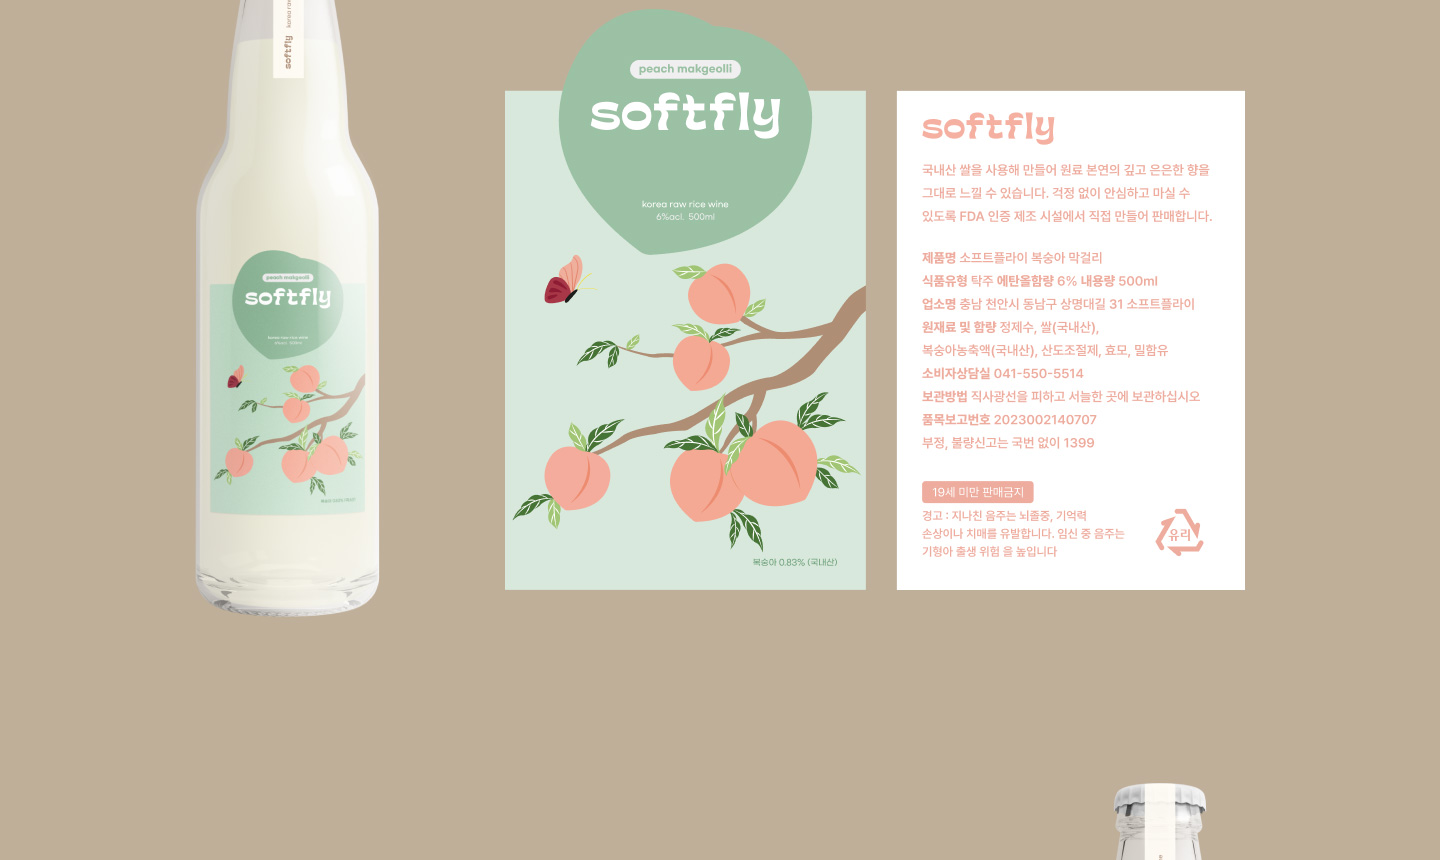 softfly
korea raw
peach makgeolli
softfly
korea raw rice wine
peach makgeolli
softfly
korea raw rice wine
6%acl. 500ml
복숭아 0.83% (국내산)
softfly
국내산 쌀을 사용해 만들어 원료 본연의 깊고 은은한 향을
그대로 느낄 수 있습니다. 걱정 없이 안심하고 마실 수
있도록 FDA 인증 제조 시설에서 직접 만들어 판매합니다.
제품명 소프트플라이 복숭아 막걸리
식품유형 탁주 에탄올함량 6% 내용량 500ml
업소명 충남 천안시 동남구 상명대길 31 소프트플라이
원재료 및 함량 정제수, 쌀(국내산),
복숭아농축액(국내산), 산도조절제, 효모, 밀함유
소비자상담실 041-550-5514
보관방법 직사광선을 피하고 서늘한 곳에 보관하십시오
품목보고번호 2023002140707
부정, 불량신고는 국번 없이 1399
19세 미만 판매금지
경고 : 지나친 음주는 뇌졸중, 기억력
손상이나 치매를 유발합니다. 임신 중 음주는
기형아 출생 위험 을 높입니다
유리